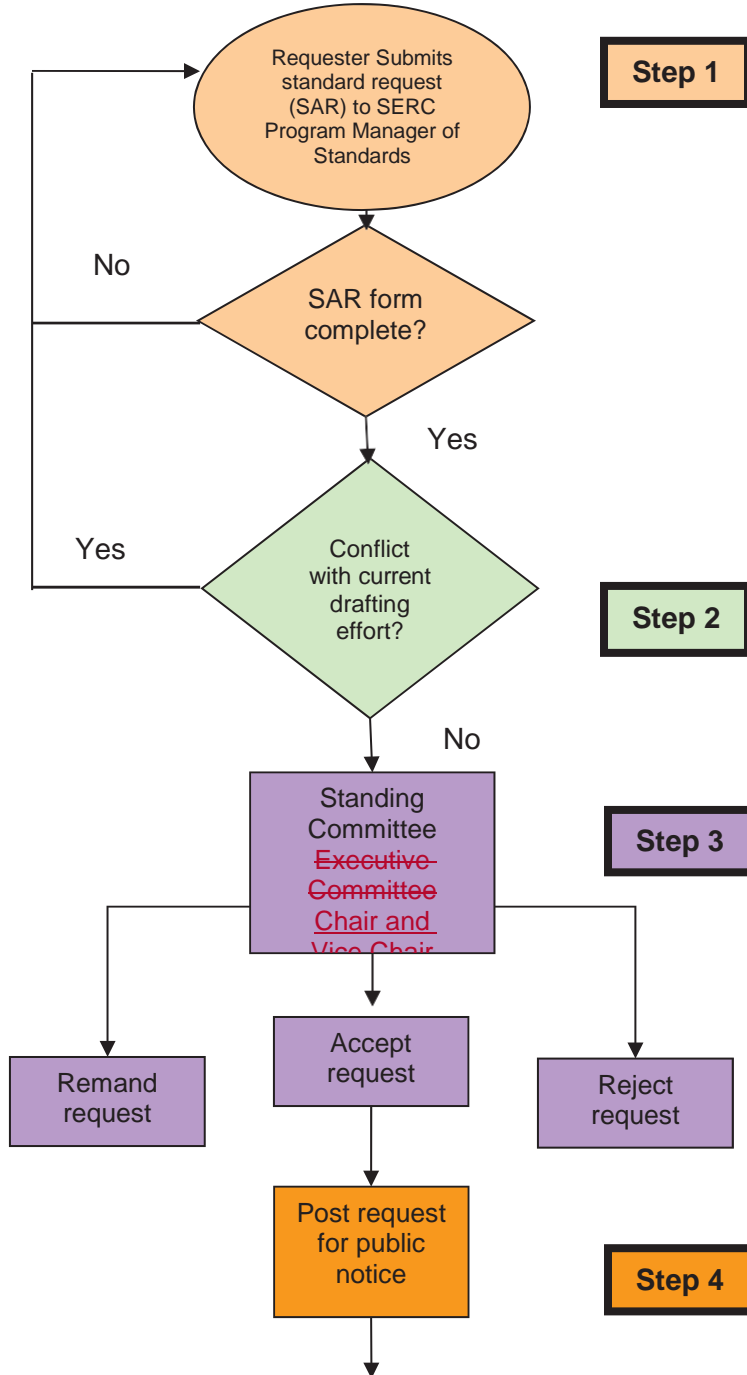 Requester Submits
standard request
(SAR) to SERC
Program Manager of
Standards
Step 1
No
SAR form
complete?
Yes
Yes
Conflict
with current
drafting
effort?
Step 2
No
Standing
Committee
Executive
Committee
Chair and
Vice Chair
Step 3
Remand
request
Accept
request
Reject
request
Post request
for public
notice
Step 4